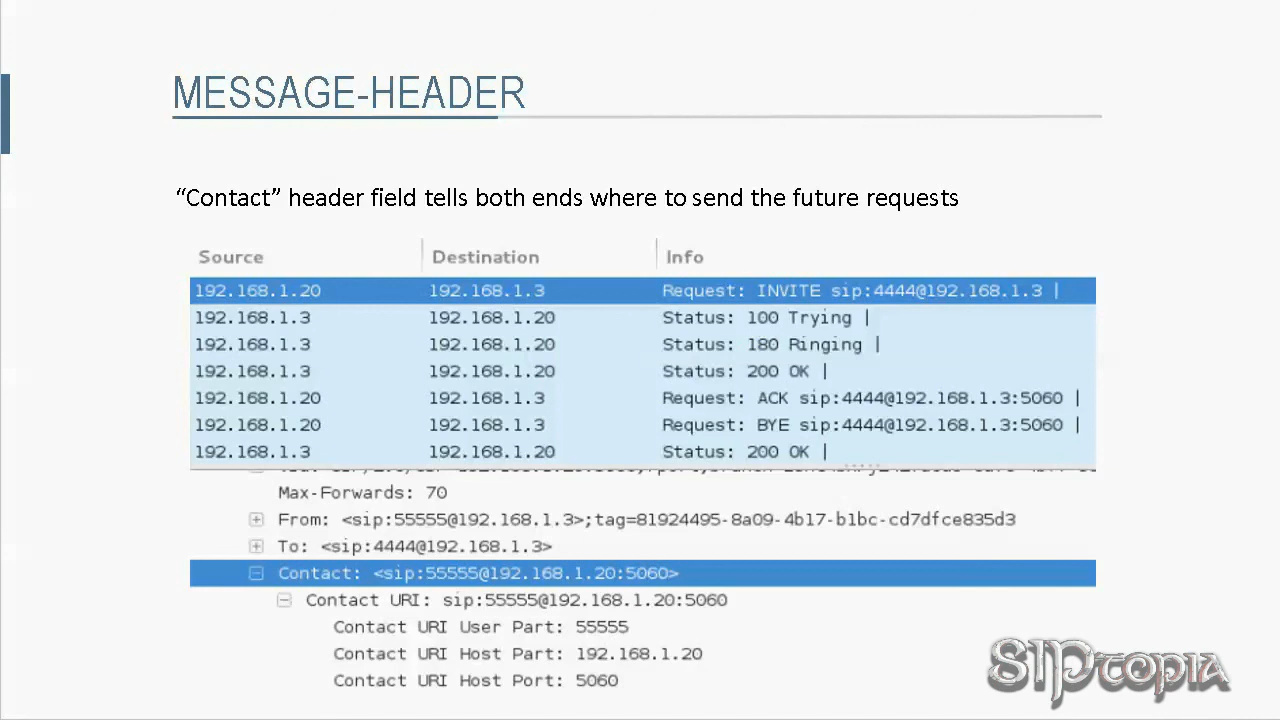 MESSAGE-HEADER
“Contact” header field tells both ends where to send the future requests
Source Destination Info
192.168.1.20 192.168.1.3 Request: INVITE sip:4444@192.168.1.3 |
192.168.1.3 192.168.1.20 Status: 100 Trying |
192.168.1.3 192.168.1.20 Status: 180 Ringing |
192.168.1.3 192.168.1.20 Status: 200 OK |
192.168.1.20 192.168.1.3 Request: ACK sip:4444@192.168.1.3:5060 |
192.168.1.20 192.168.1.3 Request: BYE sip:4444@192.168.1.3:5060 |
192.168.1.3 192.168.1.20 Status: 200 OK |
Max-Forwards: 70
From: <sip:55555@192.168.1.3>;tag=81924495-8a09-4b17-b1bc-cd7dfce835d3
To: <sip:4444@192.168.1.3>
Contact: <sip:55555@192.168.1.20:5060>
Contact URI: sip:55555@192.168.1.20:5060
Contact URI User Part: 55555
Contact URI Host Part: 192.168.1.20
Contact URI Host Port: 5060
SIPtopia